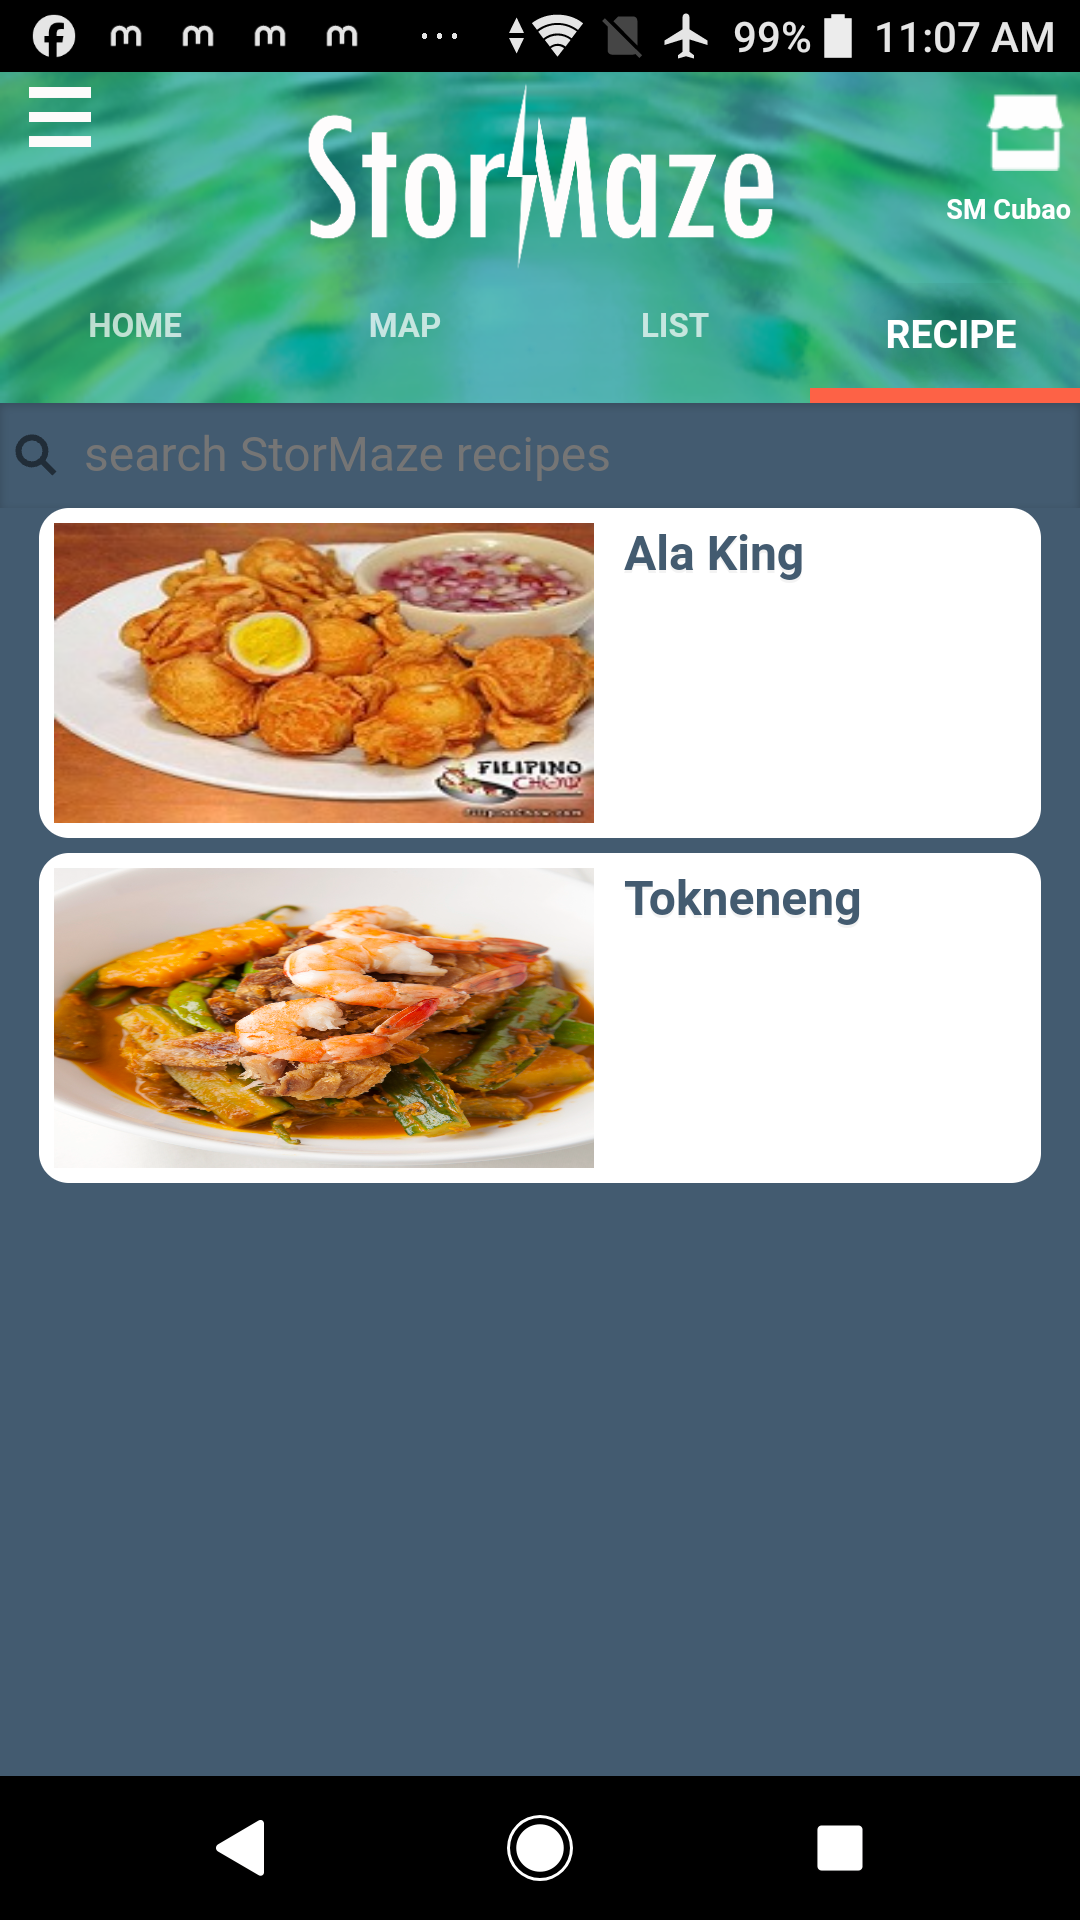 99% 11:07 AM
StorMaze
SM Cubao
HOME MAP LIST RECIPE
search StorMaze recipes
Ala King
FILIPINO
CHOW
Tokneneng